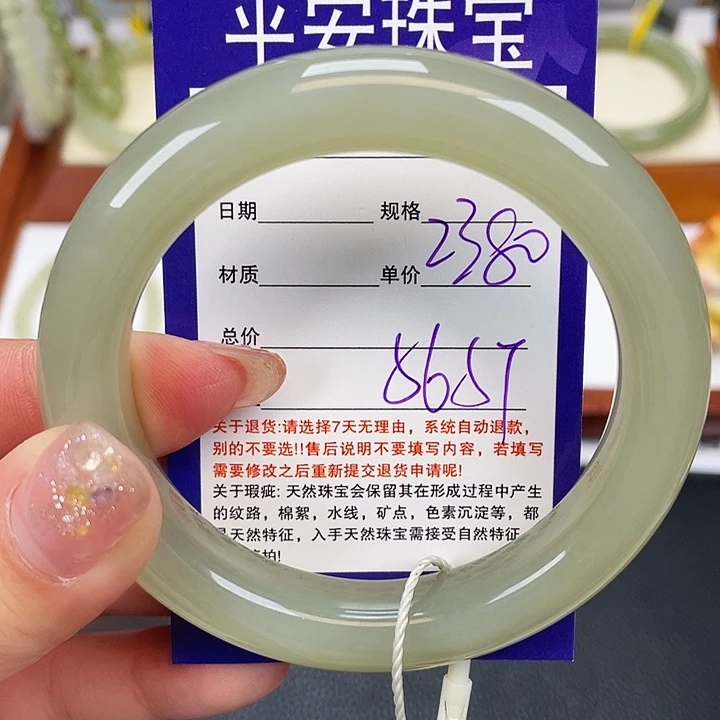 平安珠宝
日期 规格
2380
材质 单价
总价
5657
关于退货:请选择7天无理由，系统自动退款，
别的不要选!!售后说明不要填写内容，若填写
需要修改之后重新提交退货申请呢!
关于瑕疵: 天然珠宝会保留其在形成过程中产生
的纹路，棉絮，水线，矿点，色素沉淀等，都
是天然特征，入手天然珠宝需接受自然特征
拍!